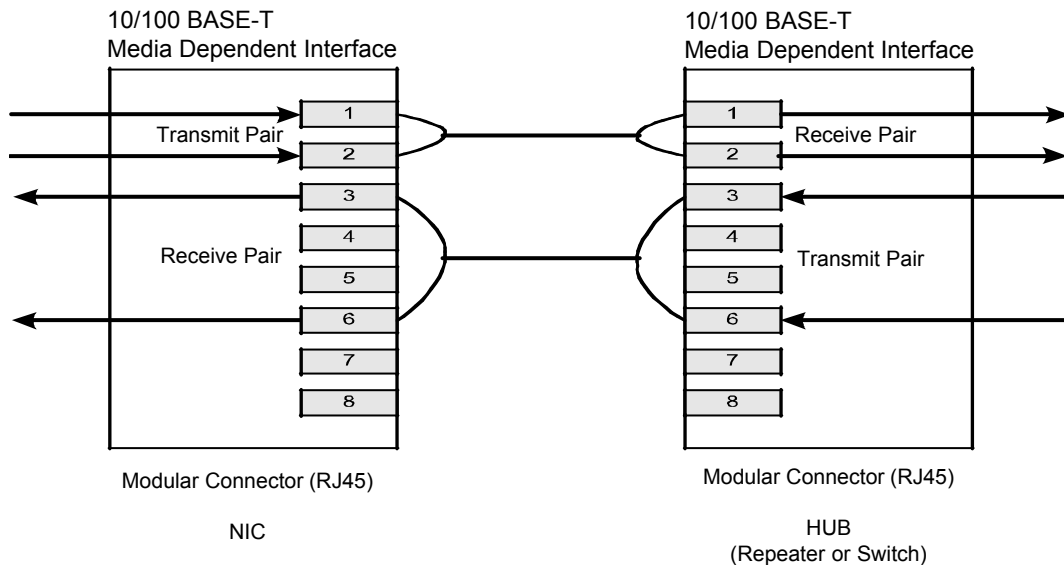 10/100 BASE-T
Media Dependent Interface
1
Transmit Pair
2
3
4
Receive Pair
5
6
7
8
Modular Connector (RJ45)
NIC
10/100 BASE-T
Media Dependent Interface
1
Receive Pair
2
3
4
Transmit Pair
5
6
7
8
Modular Connector (RJ45)
HUB
(Repeater or Switch)